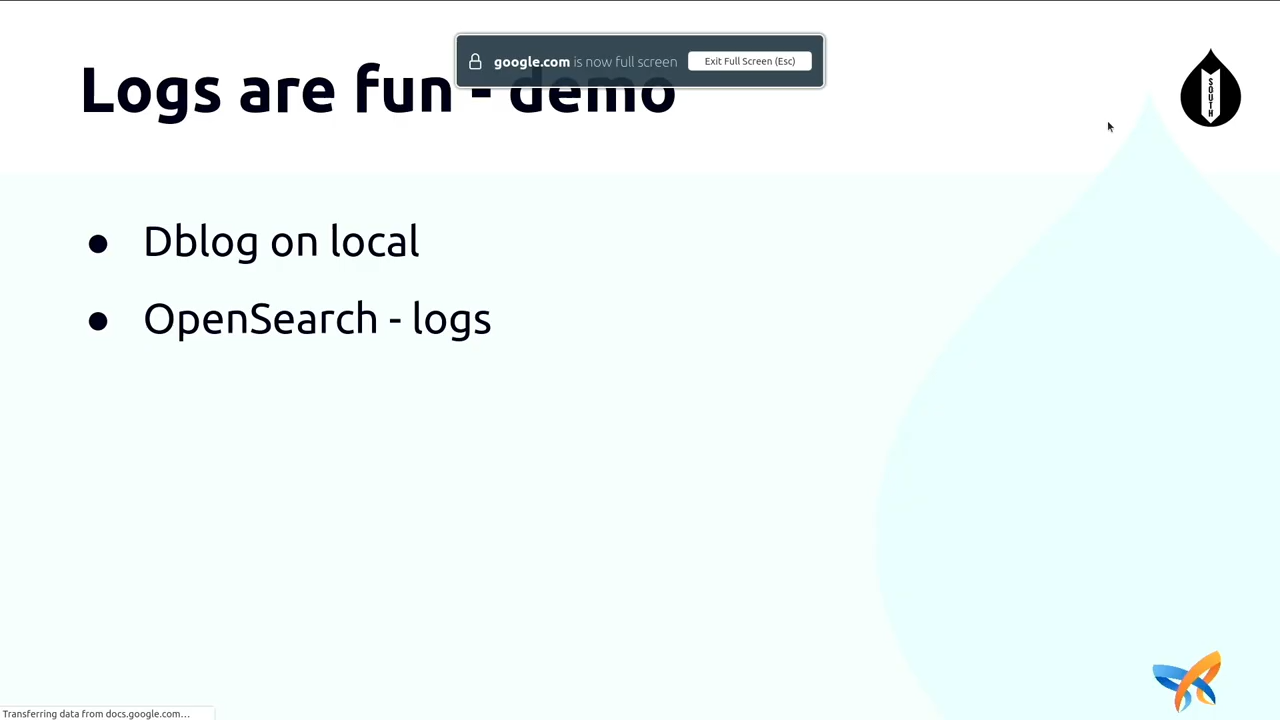 google.com is now full screen Exit Full Screen (Esc)
Logs are fun - demo
SOUTH
● Dblog on local
● OpenSearch - logs
Transferring data from docs.google.com…